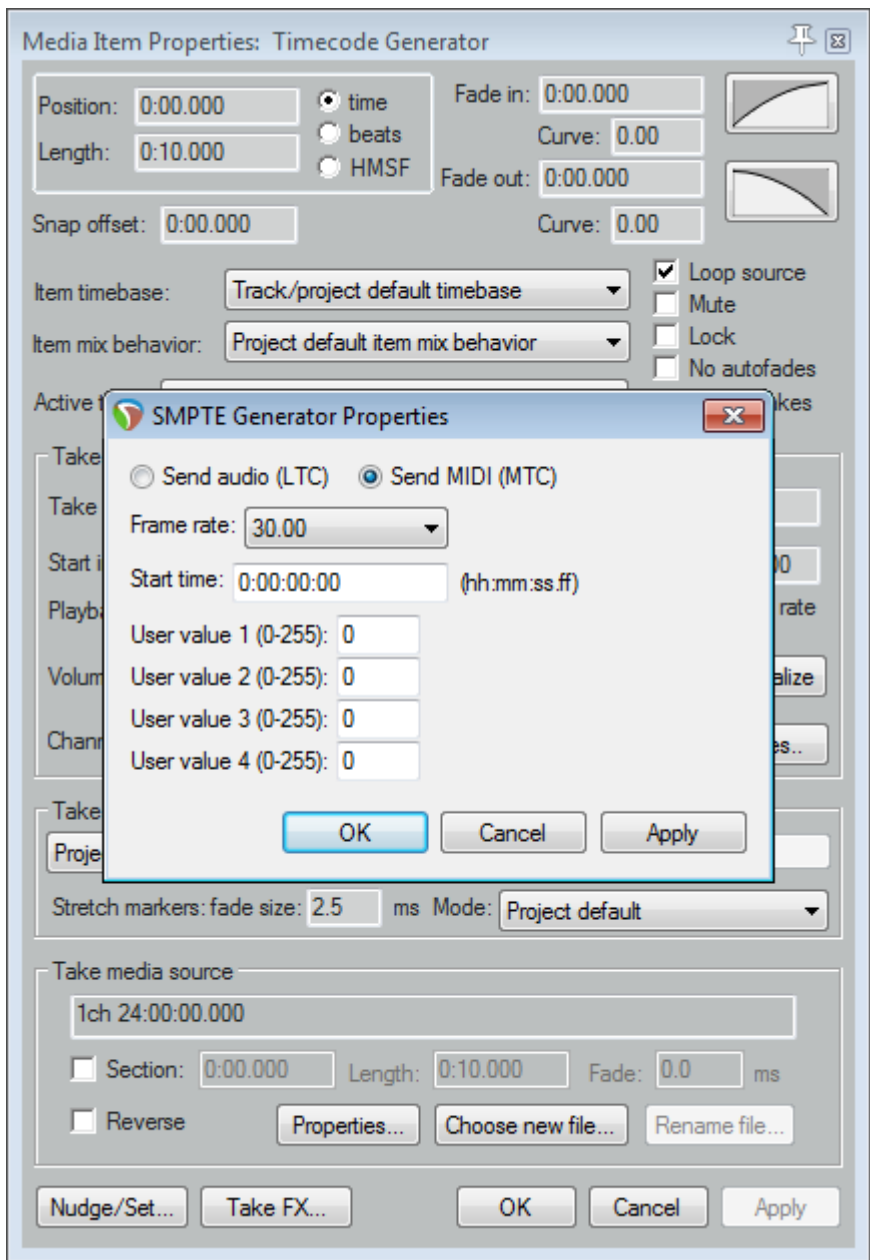 Media Item Properties: Timecode Generator
Position: 0:00.000
time
Fade in: 0:00.000
beats
Curve: 0.00
Length: 0:10.000
HMSF
Fade out: 0:00.000
Snap offset: 0:00.000
Curve: 0.00
Item timebase: Track/project default timebase
Loop source
Mute
Item mix behavior: Project default item mix behavior
Lock
No autofades
Active
SMPTE Generator Properties
Take
Send audio (LTC) Send MIDI (MTC)
Take
Frame rate: 30.00
Start
Start time: 0:00:00:00 (hh:mm:ss.ff)
rate
User value 1 (0-255): 0
User value 2 (0-255): 0
User value 3 (0-255): 0
User value 4 (0-255): 0
OK Cancel Apply
Take
Stretch markers: fade size: 2.5 ms Mode: Project default
Take media source
1ch 24:00:00.000
Section: 0:00.000 Length: 0:10.000 Fade: 0.0 ms
Reverse Properties... Choose new file... Rename file...
Nudge/Set... Take FX... OK Cancel Apply